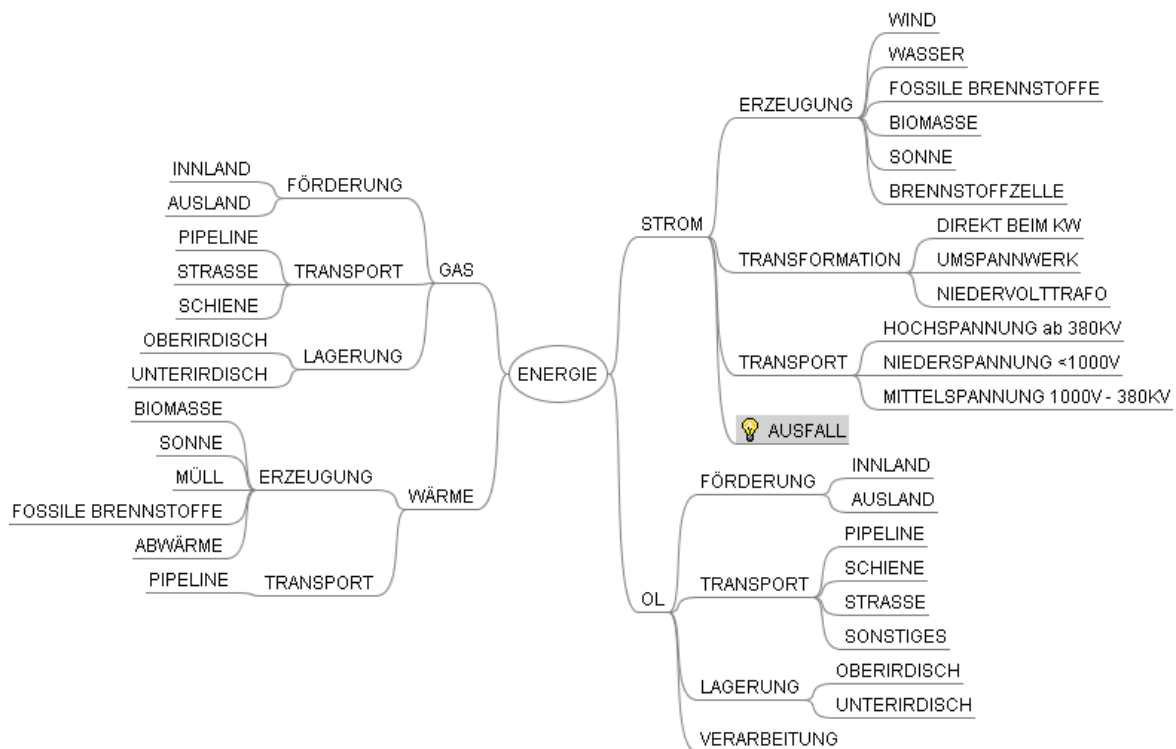 ENERGIE
STROM
ERZEUGUNG
WIND
WASSER
FOSSILE BRENNSTOFFE
BIOMASSE
SONNE
BRENNSTOFFZELLE
TRANSFORMATION
DIREKT BEIM KW
UMSPANNWERK
NIEDERVOLTTRAFO
TRANSPORT
HOCHSPANNUNG ab 380KV
NIEDERSPANNUNG <1000V
MITTELSPANNUNG 1000V - 380KV
AUSFALL
OL
FÖRDERUNG
INNLAND
AUSLAND
TRANSPORT
PIPELINE
SCHIENE
STRASSE
SONSTIGES
LAGERUNG
OBERIRDISCH
UNTERIRDISCH
VERARBEITUNG
GAS
FÖRDERUNG
INNLAND
AUSLAND
TRANSPORT
PIPELINE
STRASSE
SCHIENE
LAGERUNG
OBERIRDISCH
UNTERIRDISCH
WÄRME
ERZEUGUNG
BIOMASSE
SONNE
MÜLL
FOSSILE BRENNSTOFFE
ABWÄRME
TRANSPORT
PIPELINE